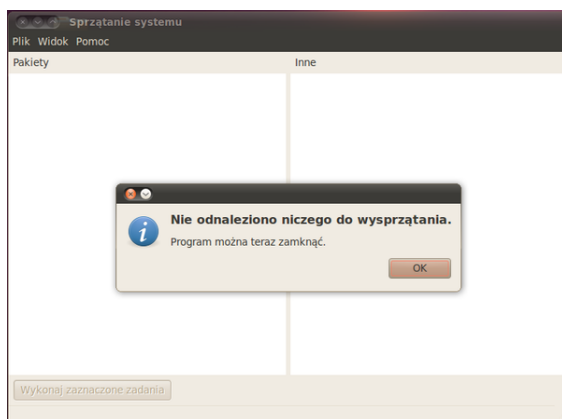 Sprzątanie systemu
Plik Widok Pomoc
Pakiety Inne
Nie odnaleziono niczego do wysprzątania.
Program można teraz zamknąć.
OK
Wykonaj zaznaczone zadania